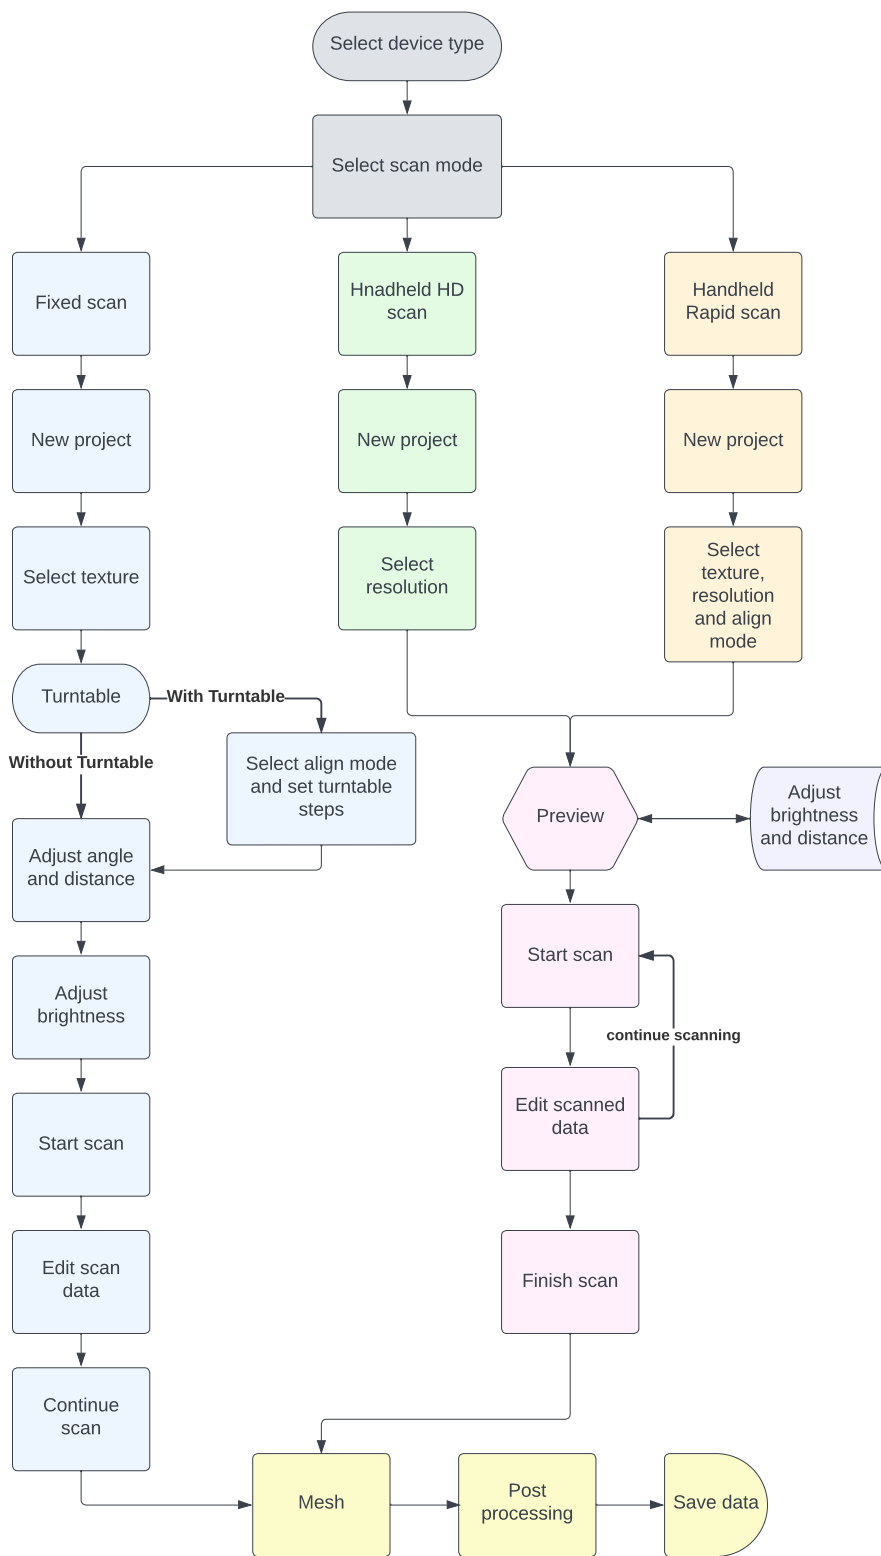 Select device type
Select scan mode
Fixed scan
Hnadheld HD
scan
Handheld
Rapid scan
New project
New project
New project
Select texture
Select
resolution
Select
texture,
resolution
and align
mode
Turntable
With Turntable
Without Turntable
Select align mode
and set turntable
steps
Preview
Adjust
brightness
and distance
Adjust angle
and distance
Start scan
Adjust
brightness
continue scanning
Edit scanned
data
Start scan
Edit scan
data
Finish scan
Continue
scan
Mesh
Post
processing
Save data